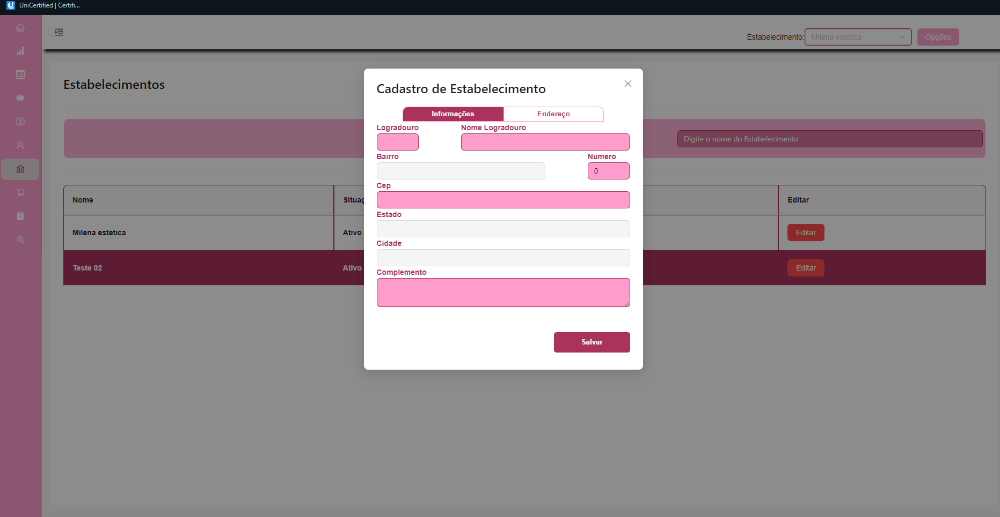 UniCertified | Certifi...
Estabelecimento: Milena estetica Opções
Estabelecimentos
Digite o nome do Estabelecimento
Nome Editar
Milena estetica Ativo Editar
Teste 02 Ativo Editar
Cadastro de Estabelecimento
Informações Endereço
Logradouro Nome Logradouro
Bairro Numero
0
Cep
Estado
Cidade
Complemento
Salvar